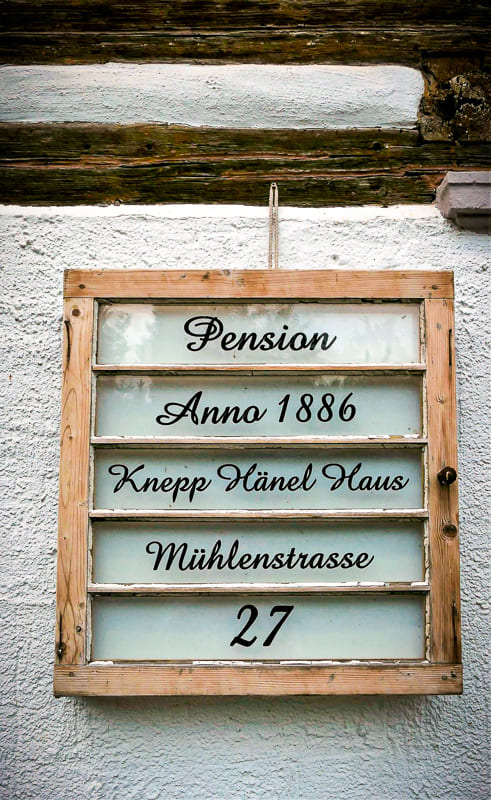 Pension
Anno 1886
Knepp Hänel Haus
Mühlenstrasse
27